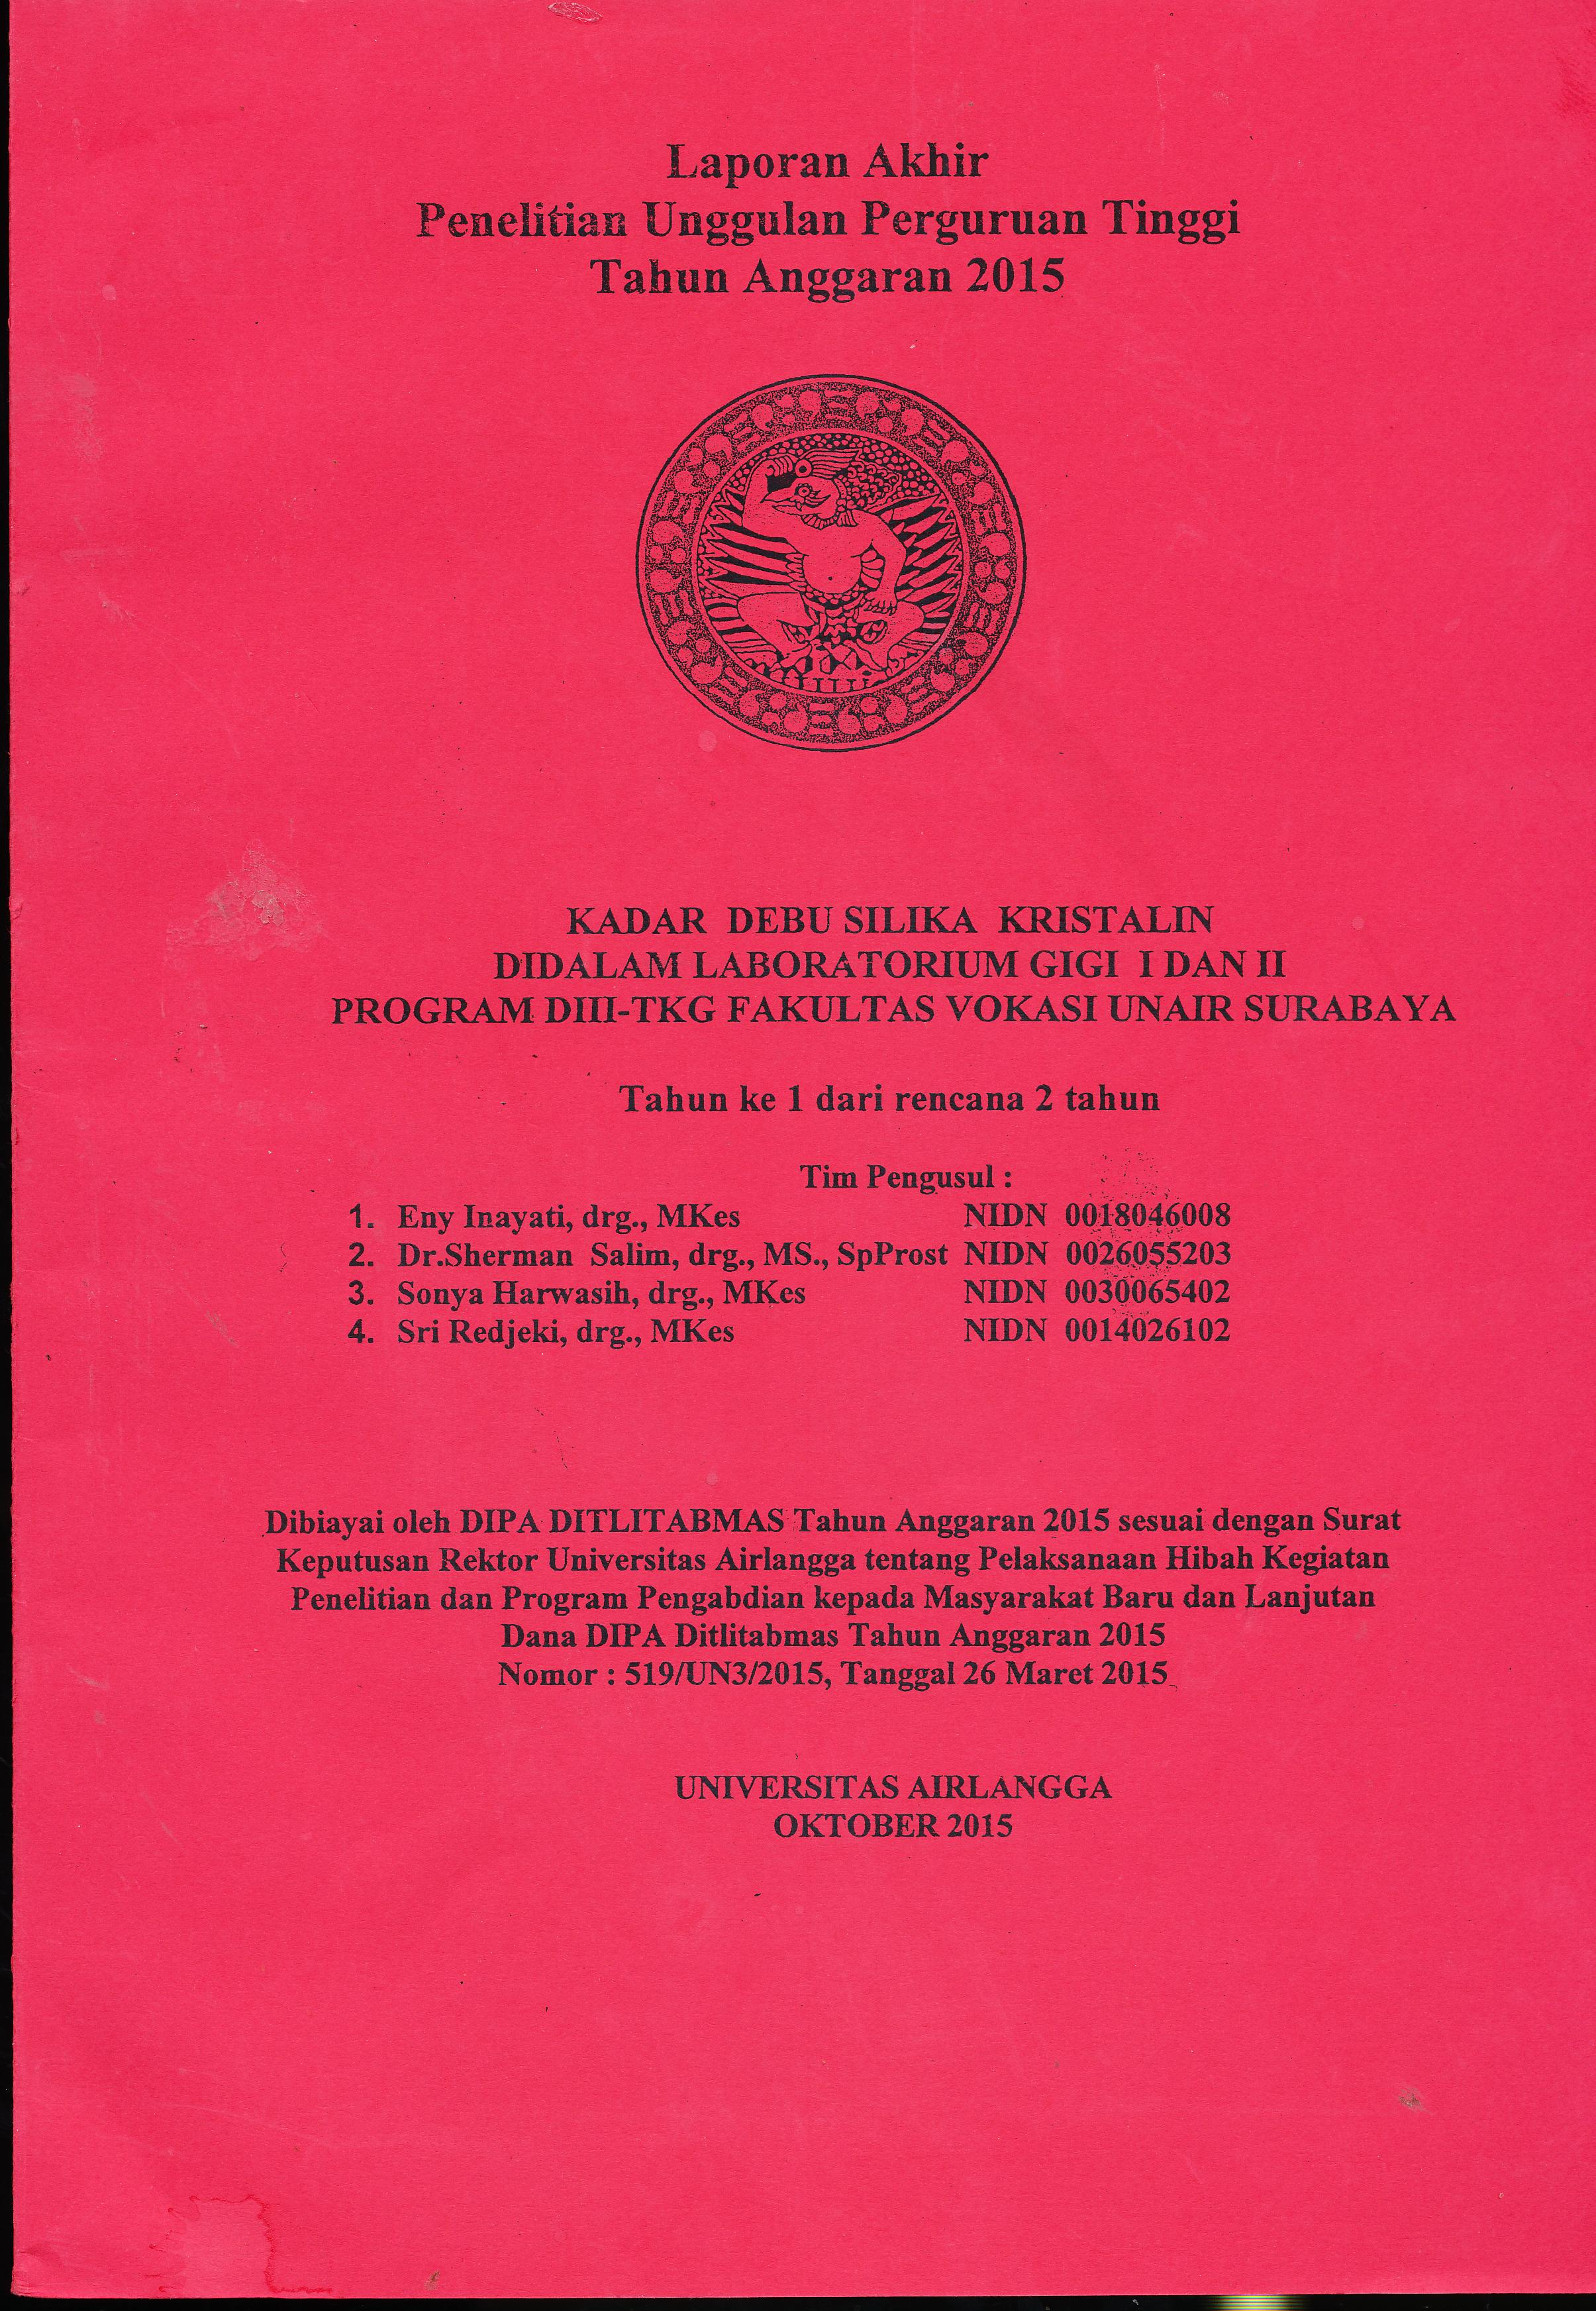 Laporan Akhir
Penelitian Unggulan Perguruan Tinggi
Tahun Anggaran 2015
KADAR DEBU SILIKA KRISTALIN
DIDALAM LABORATORIUM GIGI I DAN II
PROGRAM DIII-TKG FAKULTAS VOKASI UNAIR SURABAYA
Tahun ke 1 dari rencana 2 tahun
Tim Pengusul :
1. Eny Inayati, drg., MKes NIDN 0018046008
2. Dr.Sherman Salim, drg., MS., SpProst NIDN 0026055203
3. Sonya Harwasih, drg., MKes NIDN 0030065402
4. Sri Redjeki, drg., MKes NIDN 0014026102
Dibiayai oleh DIPA DITLITABMAS Tahun Anggaran 2015 sesuai dengan Surat
Keputusan Rektor Universitas Airlangga tentang Pelaksanaan Hibah Kegiatan
Penelitian dan Program Pengabdian kepada Masyarakat Baru dan Lanjutan
Dana DIPA Ditlitabmas Tahun Anggaran 2015
Nomor : 519/UN3/2015, Tanggal 26 Maret 2015
UNIVERSITAS AIRLANGGA
OKTOBER 2015